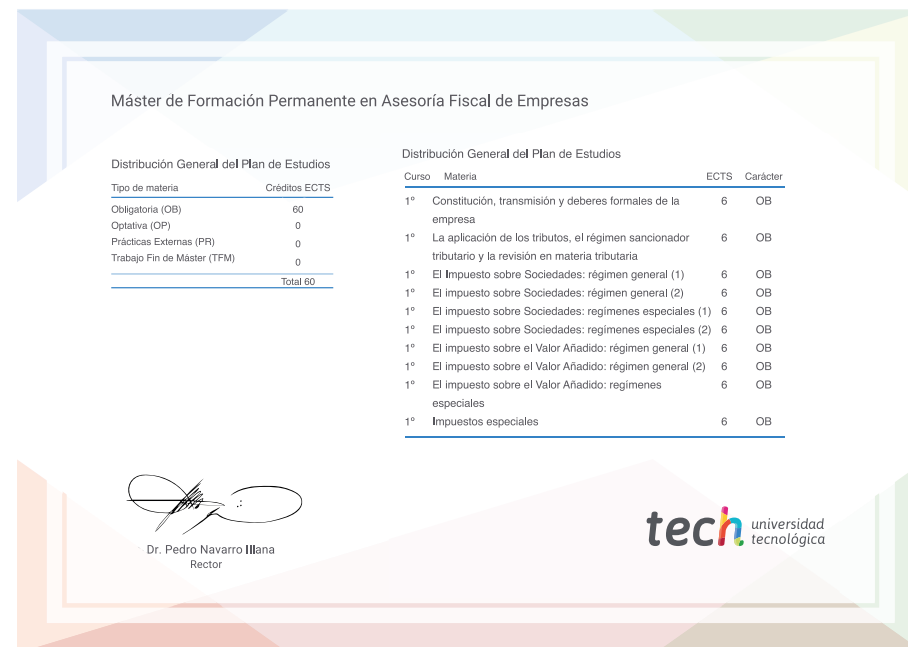 Máster de Formación Permanente en Asesoría Fiscal de Empresas
Distribución General del Plan de Estudios
Tipo de materia Créditos ECTS
Obligatoria (OB) 60
Optativa (OP) 0
Prácticas Externas (PR) 0
Trabajo Fin de Máster (TFM) 0
Total 60
Distribución General del Plan de Estudios
Curso Materia ECTS Carácter
1º Constitución, transmisión y deberes formales de la 6 OB
empresa
1º La aplicación de los tributos, el régimen sancionador 6 OB
tributario y la revisión en materia tributaria
1º El Impuesto sobre Sociedades: régimen general (1) 6 OB
1º El impuesto sobre Sociedades: régimen general (2) 6 OB
1º El impuesto sobre Sociedades: regímenes especiales (1) 6 OB
1º El impuesto sobre Sociedades: regímenes especiales (2) 6 OB
1º El impuesto sobre el Valor Añadido: régimen general (1) 6 OB
1º El impuesto sobre el Valor Añadido: régimen general (2) 6 OB
1º El impuesto sobre el Valor Añadido: regímenes 6 OB
especiales
1º Impuestos especiales 6 OB
Dr. Pedro Navarro Illana
Rector
tech universidad
tecnológica